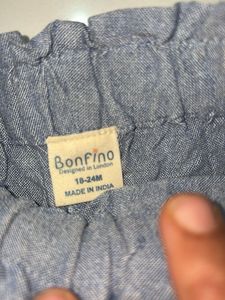 Bonfino
Designed in London
18-24M
MADE IN INDIA